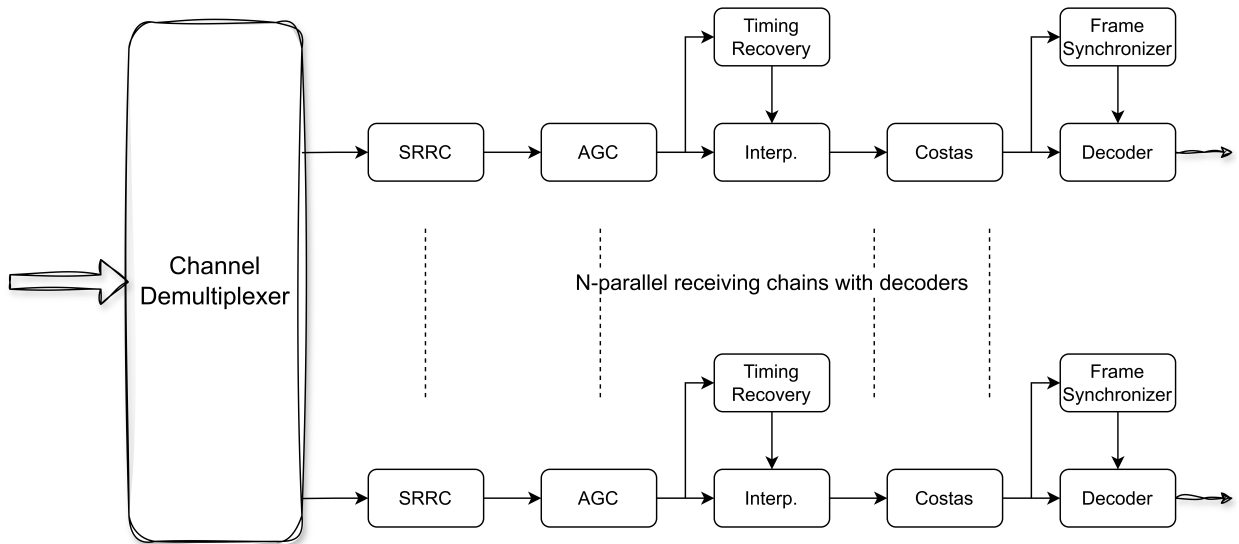 Timing
Recovery
Frame
Synchronizer
SRRC
AGC
Interp.
Costas
Decoder
Channel
Demultiplexer
N-parallel receiving chains with decoders
Timing
Recovery
Frame
Synchronizer
SRRC
AGC
Interp.
Costas
Decoder